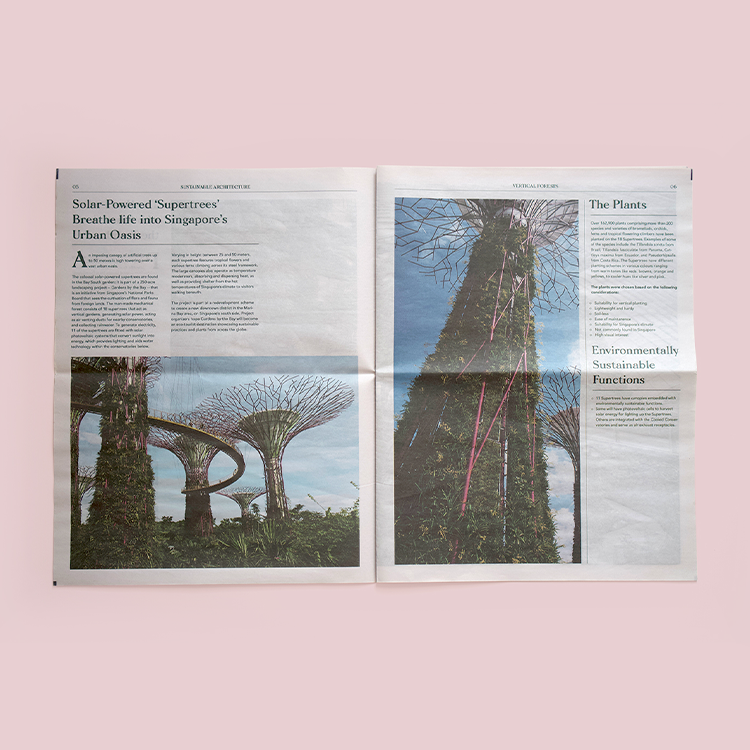 05
SUSTAINABLE ARCHITECTURE
Solar-Powered ‘Supertrees’
Breathe life into Singapore’s
Urban Oasis
An imposing canopy of artificial trees up
to 50 meters in high towering over a
vast urban oasis.
The colossal solar-powered supertrees are found
in the Bay South garden; it is part of a 250-acre
landscaping project – Gardens by the Bay – that
is an initiative from Singapore's National Parks
Board that sees the cultivation of flora and fauna
from foreign lands. The man-made mechanical
forest consists of 18 supertrees that act as
vertical gardens, generating solar power, acting
as air venting ducts for nearby conservatories,
and collecting rainwater. To generate electricity,
11 of the supertrees are fitted with solar
photovoltaic systems that convert sunlight into
energy, which provides lighting and aids water
technology within the conservatories below.
Varying in height between 25 and 50 meters,
each supertree features tropical flowers and
various ferns climbing across its steel framework.
The large canopies also operate as temperature
moderators, absorbing and dispersing heat, as
well as providing shelter from the hot
temperatures of Singapore's climate to visitors
walking beneath.
The project is part of a redevelopment scheme
to create a new downtown district in the Mari-
na Bay area, on Singapore's south side. Project
organizers hope Gardens by the Bay will become
an eco-tourist destination showcasing sustainable
practices and plants from across the globe.
VERTICAL FORESTS
06
The Plants
Over 162,900 plants comprising more than 200
species and varieties of bromeliads, orchids,
ferns and tropical flowering climbers have been
planted on the 18 Supertrees. Examples of some
of the species include the Tillandsia stricta from
Brazil, Tillandsia fasciculata from Panama, Cat-
tleya maxima from Ecuador, and Pseudorhipsalis
from Costa Rica. The Supertrees have different
planting schemes in various colours ranging
from warm tones like reds, browns, orange and
yellows, to cooler hues like silver and pink.
The plants were chosen based on the following
considerations:
Suitability for vertical planting
Lightweight and hardy
Soil-less
Ease of maintenance
Suitability for Singapore's climate
Not commonly found in Singapore
High visual interest
Environmentally
Sustainable
Functions
11 Supertrees have canopies embedded with
environmentally sustainable functions.
Some will have photovoltaic cells to harvest
solar energy for lighting up the Supertrees.
Others are integrated with the Cooled Conser-
vatories and serve as air exhaust receptacles.